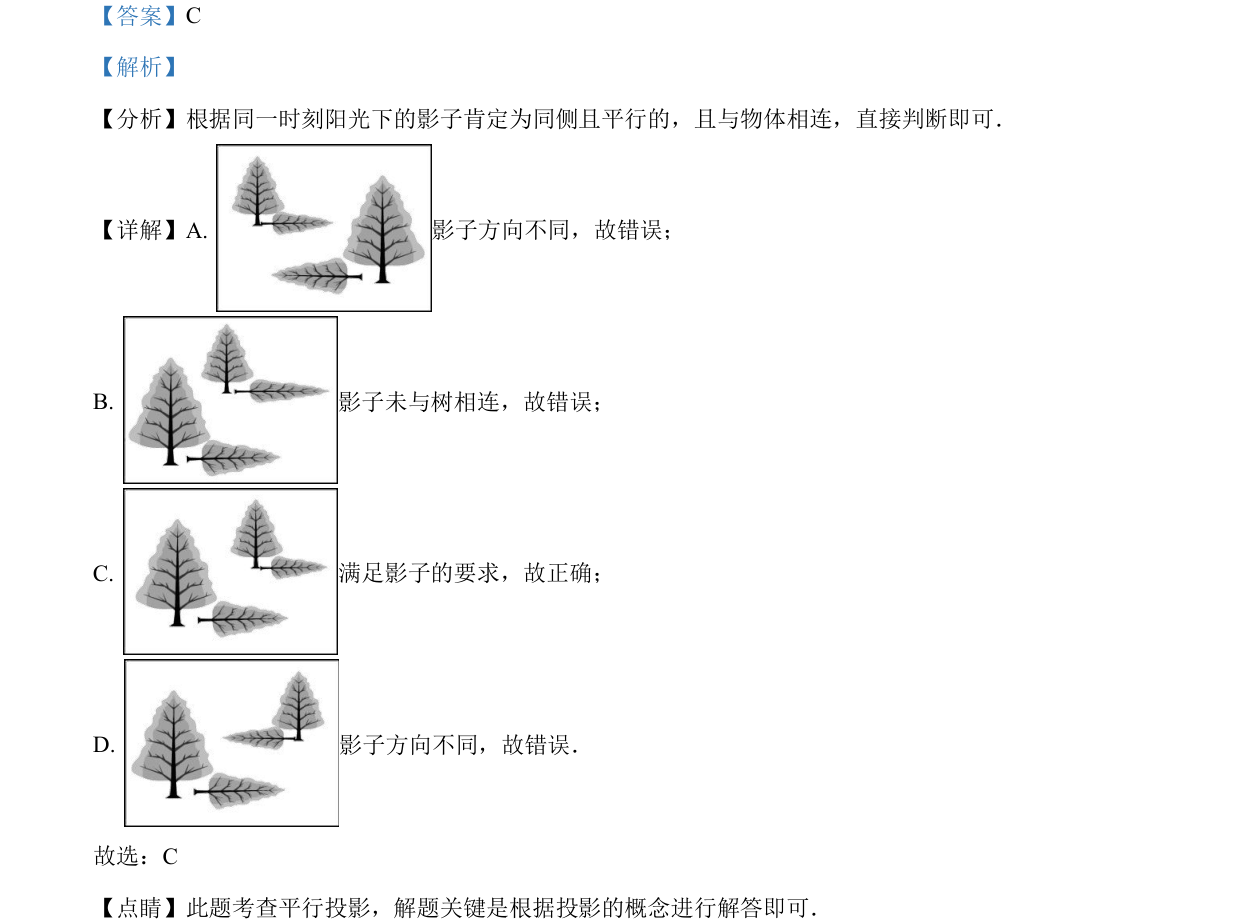 【答案】C
【解析】
【分析】根据同一时刻阳光下的影子肯定为同侧且平行的，且与物体相连，直接判断即可．
【详解】A. 影子方向不同，故错误；
B. 影子未与树相连，故错误；
C. 满足影子的要求，故正确；
D. 影子方向不同，故错误．
故选：C
【点睛】此题考查平行投影，解题关键是根据投影的概念进行解答即可．